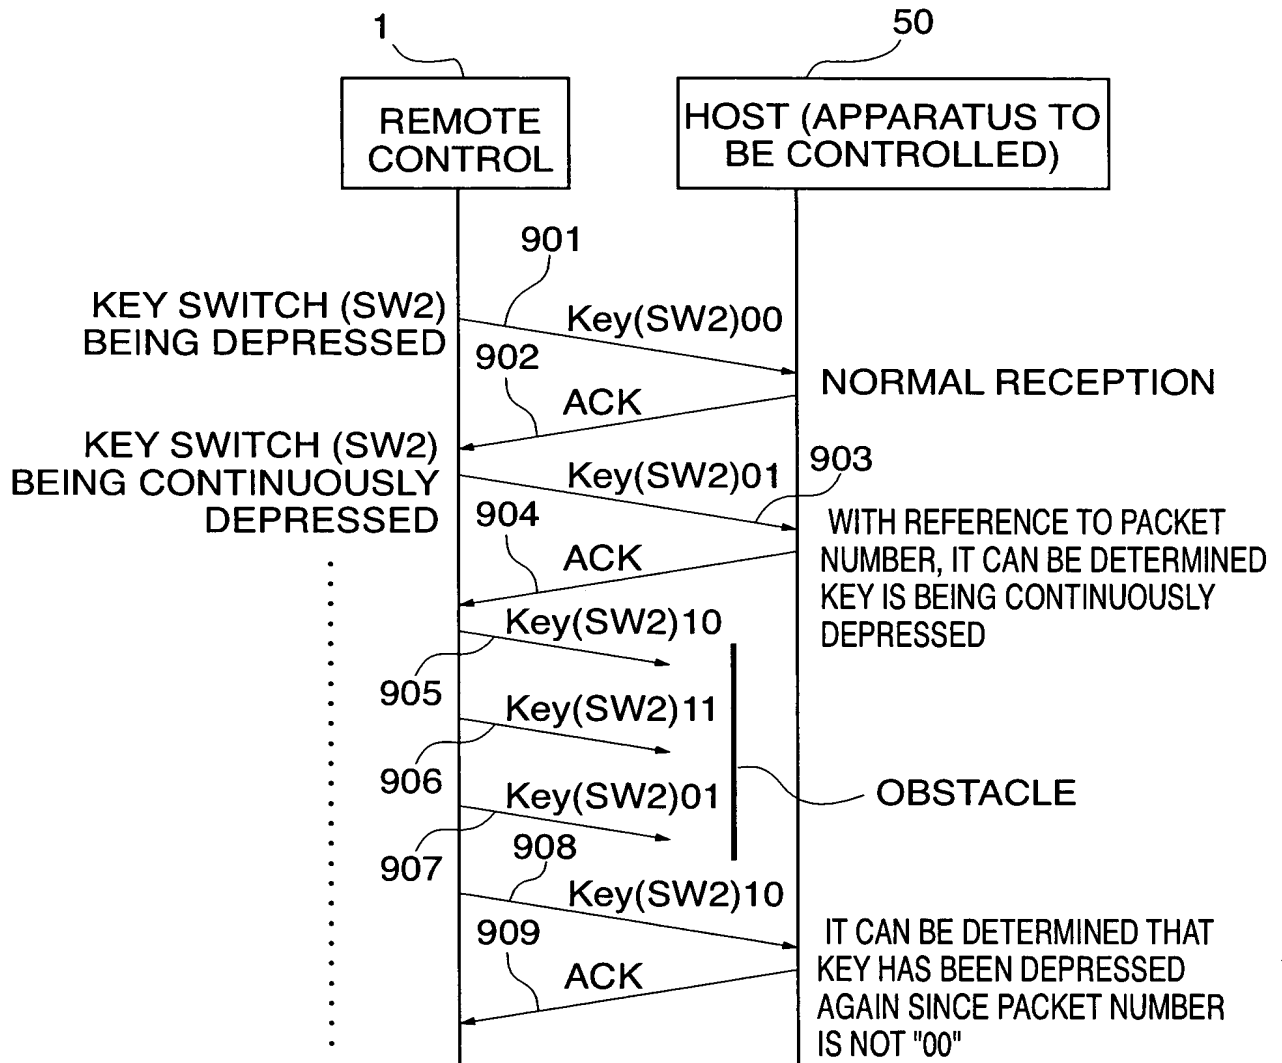 1
50
REMOTE
CONTROL
HOST (APPARATUS TO
BE CONTROLLED)
901
KEY SWITCH (SW2)
BEING DEPRESSED
Key(SW2)00
902
NORMAL RECEPTION
ACK
KEY SWITCH (SW2)
BEING CONTINUOUSLY
DEPRESSED
Key(SW2)01
903
904
WITH REFERENCE TO PACKET
NUMBER, IT CAN BE DETERMINED
KEY IS BEING CONTINUOUSLY
DEPRESSED
ACK
Key(SW2)10
905
Key(SW2)11
906
Key(SW2)01
OBSTACLE
907
908
Key(SW2)10
909
IT CAN BE DETERMINED THAT
KEY HAS BEEN DEPRESSED
AGAIN SINCE PACKET NUMBER
IS NOT "00"
ACK